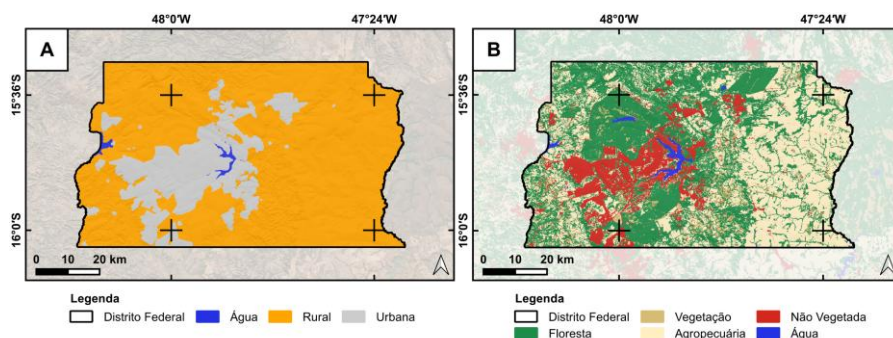 48°0'W
47°24'W
A
15°36'S
16°0'S
0 10 20 km
Legenda
Distrito Federal
Água
Rural
Urbana
48°0'W
47°24'W
B
15°36'S
16°0'S
0 10 20 km
Legenda
Distrito Federal
Vegetação
Não Vegetada
Floresta
Agropecuária
Água